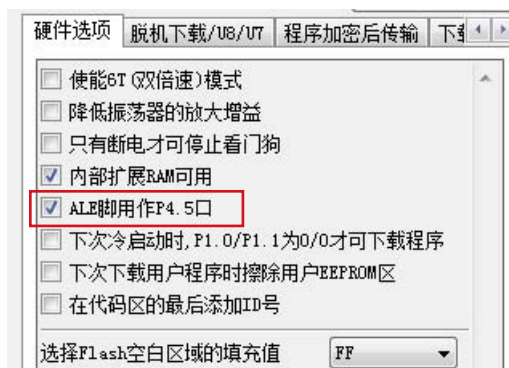 硬件选项 脱机下载/U8/U7 程序加密后传输
使能6T(双倍速)模式
降低振荡器的放大增益
只有断电才可停止看门狗
内部扩展RAM可用
ALE脚用作P4.5口
下次冷启动时,P1.0/P1.1为0/0才可下载程序
下次下载用户程序时擦除用户EEPROM区
在代码区的最后添加ID号
选择Flash空白区域的填充值 FF